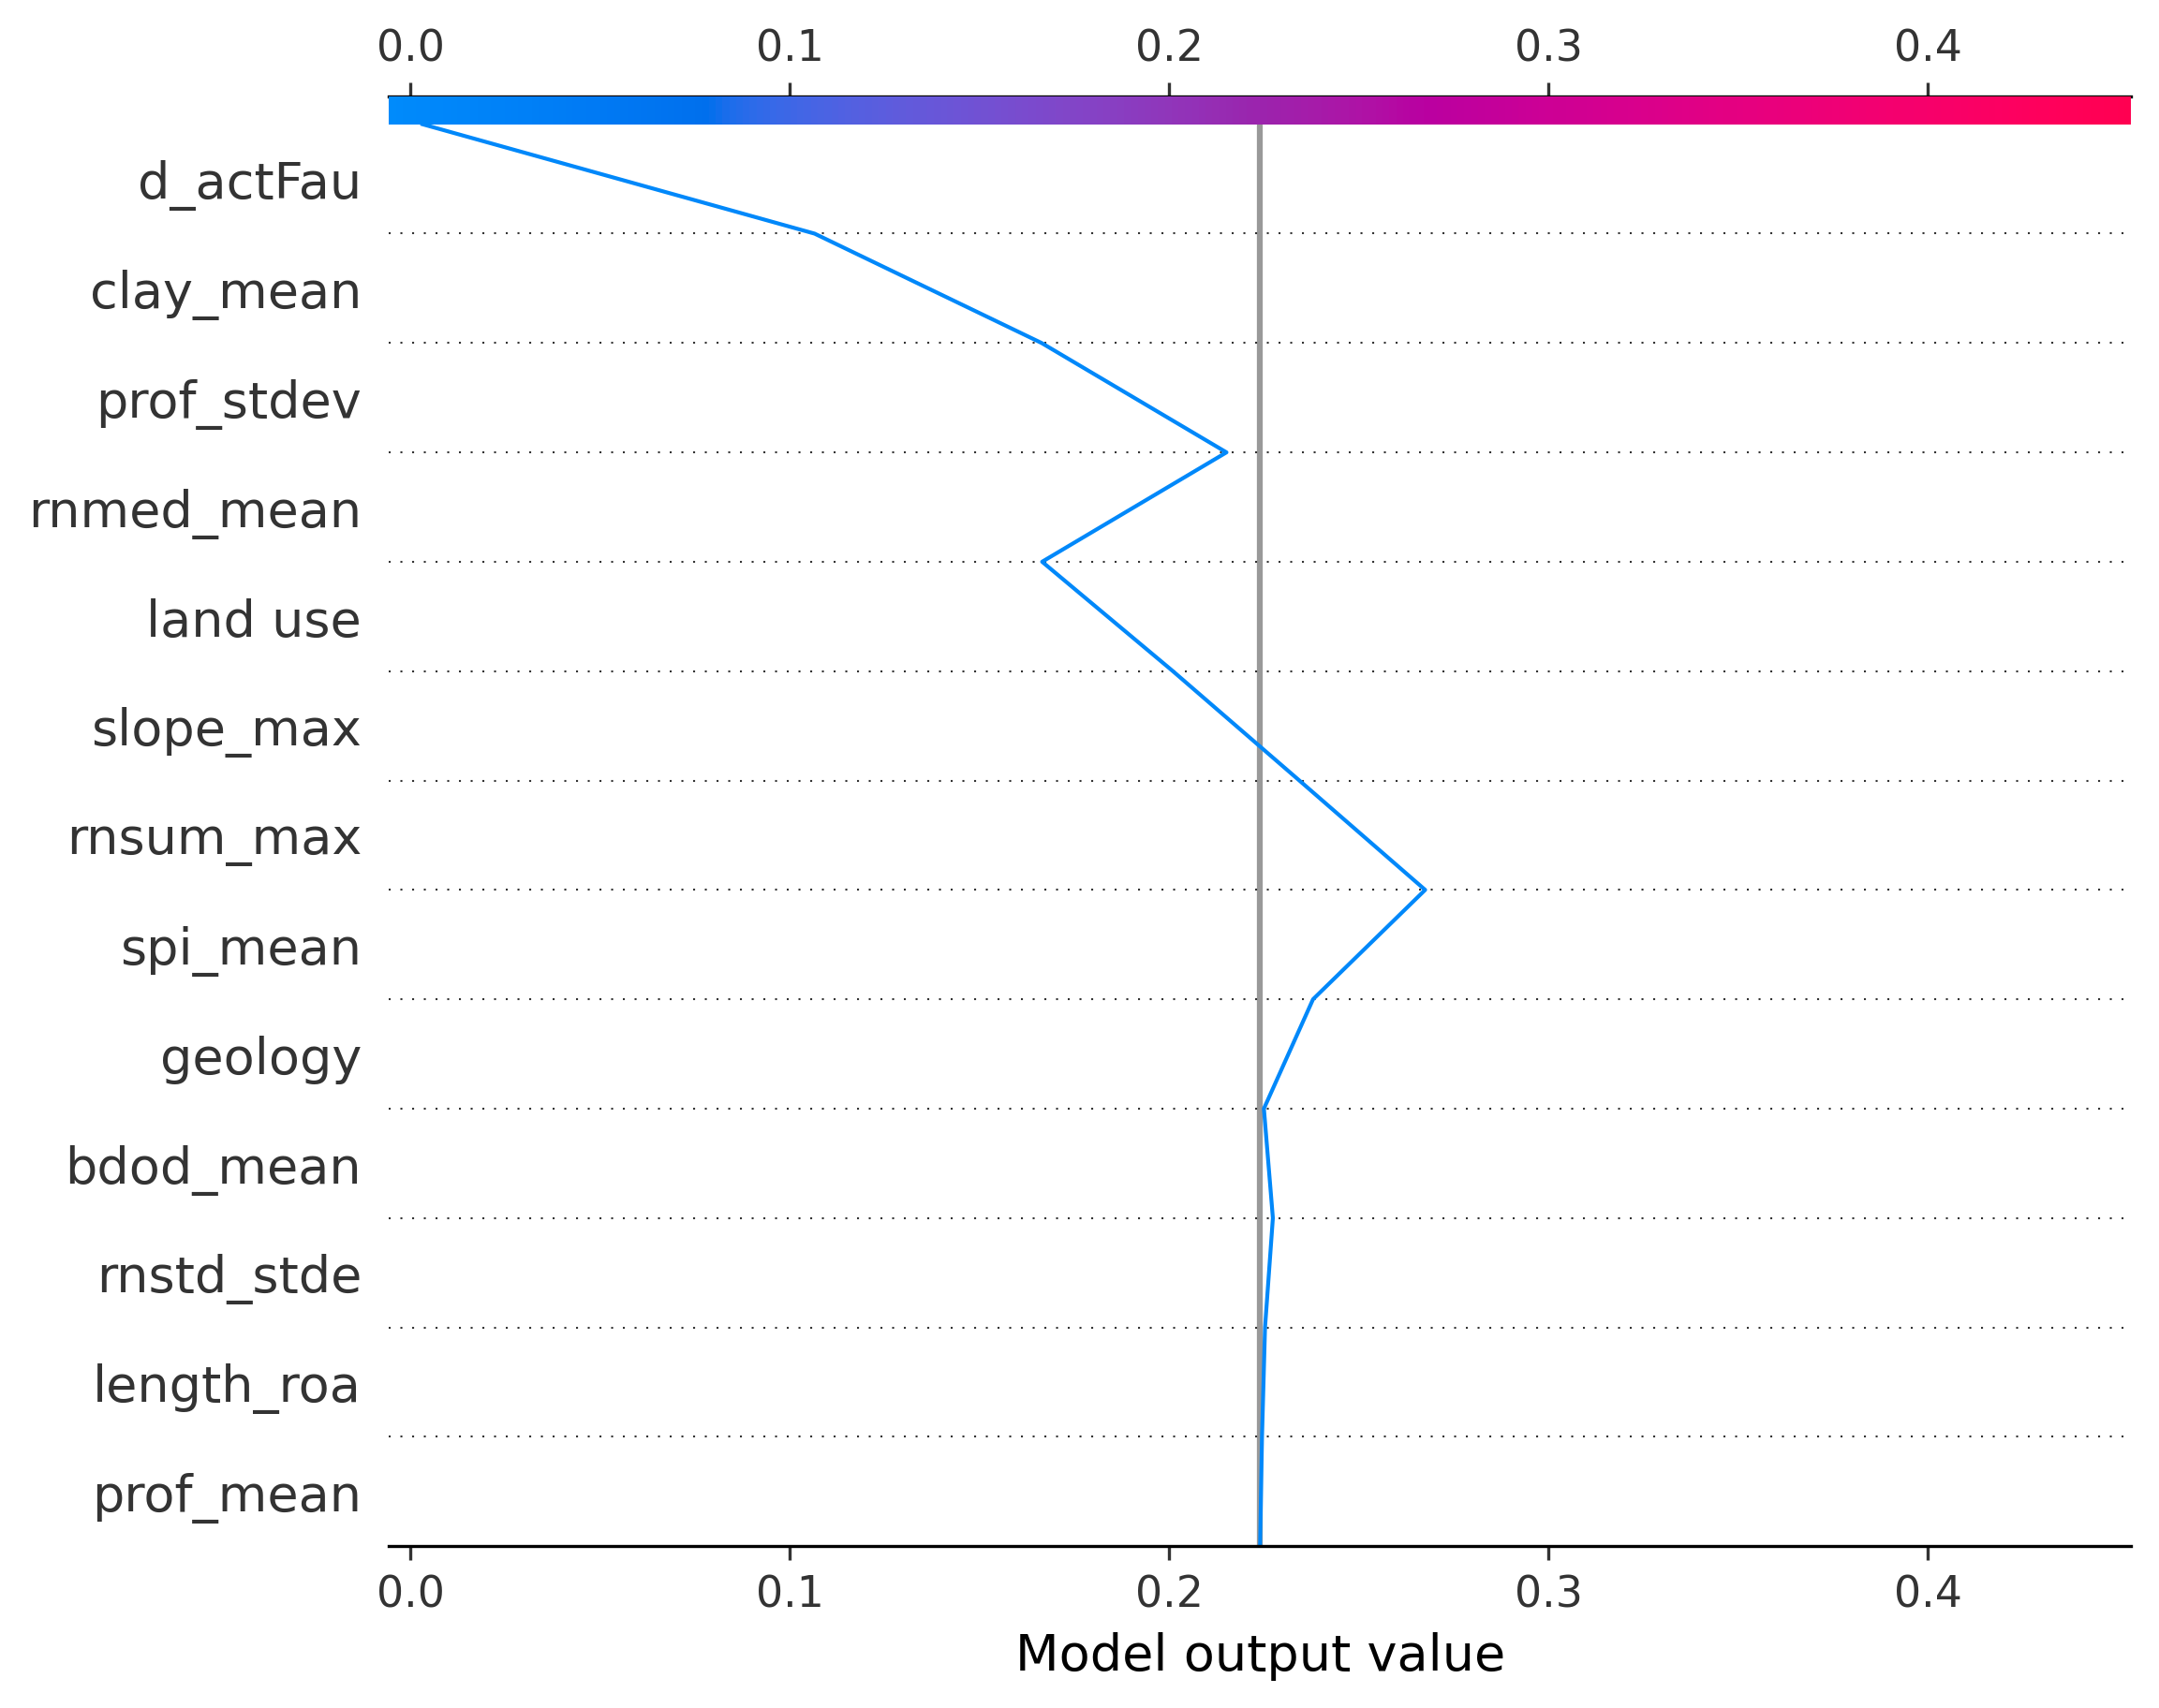 0.0 0.1 0.2 0.3 0.4
d_actFau
clay_mean
prof_stdev
rnmed_mean
land use
slope_max
rnsum_max
spi_mean
geology
bdod_mean
rnstd_stde
length_roa
prof_mean
0.0 0.1 0.2 0.3 0.4
Model output value